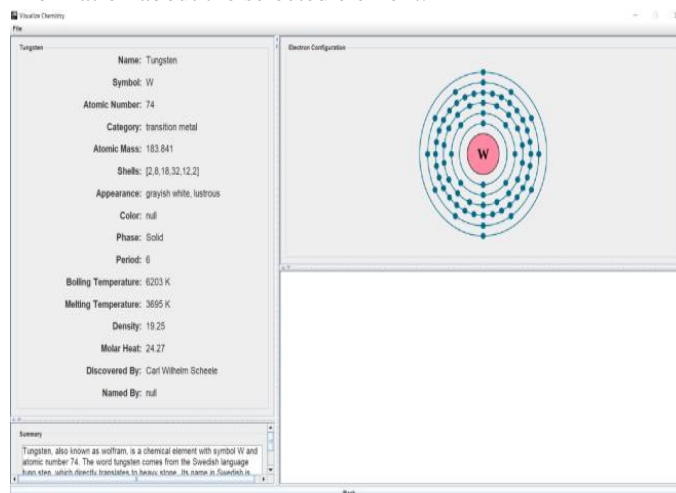 Visualize Chemistry
File
Tungsten
Name: Tungsten
Symbol: W
Atomic Number: 74
Category: transition metal
Atomic Mass: 183.841
Shells: [2,8,18,32,12,2]
Appearance: grayish white, lustrous
Color: null
Phase: Solid
Period: 6
Boiling Temperature: 6203 K
Melting Temperature: 3695 K
Density: 19.25
Molar Heat: 24.27
Discovered By: Carl Wilhelm Scheele
Named By: null
Summary
Tungsten, also known as wolfram, is a chemical element with symbol W and
atomic number 74. The word tungsten comes from the Swedish language
tung sten, which directly translates to heavy stone. Its name in Swedish is
Electron Configuration
W
Back